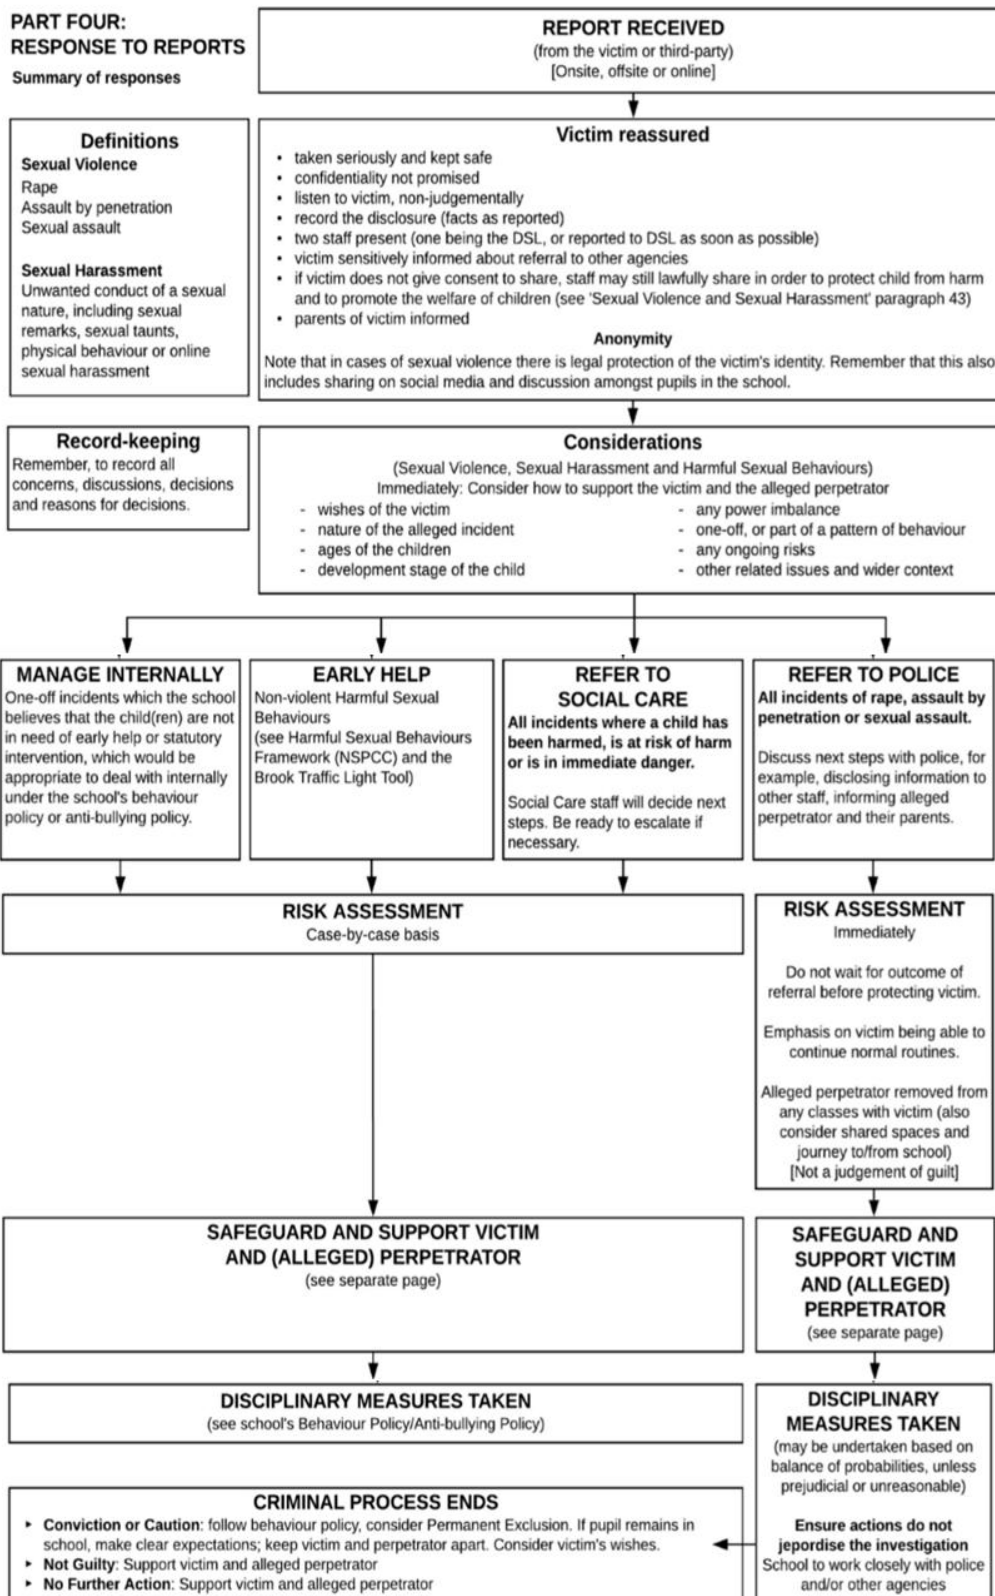 PART FOUR:
RESPONSE TO REPORTS
Summary of responses
REPORT RECEIVED
(from the victim or third-party)
[Onsite, offsite or online]
Definitions
Sexual Violence
Rape
Assault by penetration
Sexual assault
Sexual Harassment
Unwanted conduct of a sexual
nature, including sexual
remarks, sexual taunts,
physical behaviour or online
sexual harassment
Victim reassured
• taken seriously and kept safe
• confidentiality not promised
• listen to victim, non-judgementally
• record the disclosure (facts as reported)
• two staff present (one being the DSL, or reported to DSL as soon as possible)
• victim sensitively informed about referral to other agencies
• if victim does not give consent to share, staff may still lawfully share in order to protect child from harm
and to promote the welfare of children (see 'Sexual Violence and Sexual Harassment' paragraph 43)
• parents of victim informed
Anonymity
Note that in cases of sexual violence there is legal protection of the victim's identity. Remember that this also
includes sharing on social media and discussion amongst pupils in the school.
Record-keeping
Remember, to record all
concerns, discussions, decisions
and reasons for decisions.
Considerations
(Sexual Violence, Sexual Harassment and Harmful Sexual Behaviours)
Immediately: Consider how to support the victim and the alleged perpetrator
- wishes of the victim
- nature of the alleged incident
- ages of the children
- development stage of the child
- any power imbalance
- one-off, or part of a pattern of behaviour
- any ongoing risks
- other related issues and wider context
MANAGE INTERNALLY
One-off incidents which the school
believes that the child(ren) are not
in need of early help or statutory
intervention, which would be
appropriate to deal with internally
under the school's behaviour
policy or anti-bullying policy.
EARLY HELP
Non-violent Harmful Sexual
Behaviours
(see Harmful Sexual Behaviours
Framework (NSPCC) and the
Brook Traffic Light Tool)
REFER TO
SOCIAL CARE
All incidents where a child has
been harmed, is at risk of harm
or is in immediate danger.
Social Care staff will decide next
steps. Be ready to escalate if
necessary.
REFER TO POLICE
All incidents of rape, assault by
penetration or sexual assault.
Discuss next steps with police, for
example, disclosing information to
other staff, informing alleged
perpetrator and their parents.
RISK ASSESSMENT
Case-by-case basis
RISK ASSESSMENT
Immediately
Do not wait for outcome of
referral before protecting victim.
Emphasis on victim being able to
continue normal routines.
Alleged perpetrator removed from
any classes with victim (also
consider shared spaces and
journey to/from school)
[Not a judgement of guilt]
SAFEGUARD AND SUPPORT VICTIM
AND (ALLEGED) PERPETRATOR
(see separate page)
SAFEGUARD AND
SUPPORT VICTIM
AND (ALLEGED)
PERPETRATOR
(see separate page)
DISCIPLINARY MEASURES TAKEN
(see school's Behaviour Policy/Anti-bullying Policy)
DISCIPLINARY
MEASURES TAKEN
(may be undertaken based on
balance of probabilities, unless
prejudicial or unreasonable)
Ensure actions do not
jepordise the investigation
School to work closely with police
and/or other agencies
CRIMINAL PROCESS ENDS
▸ Conviction or Caution: follow behaviour policy, consider Permanent Exclusion. If pupil remains in
school, make clear expectations; keep victim and perpetrator apart. Consider victim's wishes.
▸ Not Guilty: Support victim and alleged perpetrator
▸ No Further Action: Support victim and alleged perpetrator